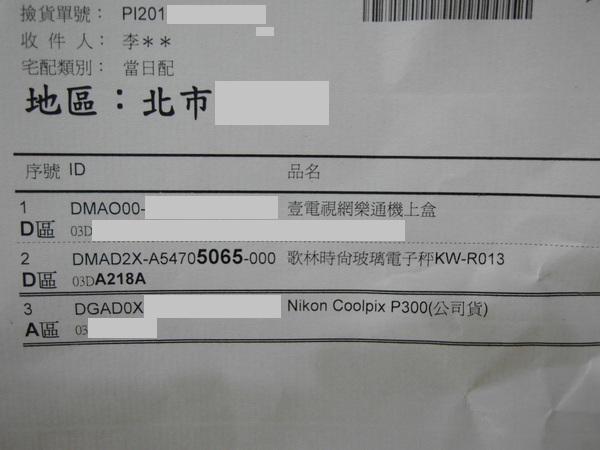 撿貨單號： PI201
收 件 人： 李＊＊
宅配類別： 當日配
地區：北市
序號 ID 品名
1 DMAO00- 壹電視網樂通機上盒
D區 03D
2 DMAD2X-A54705065-000 歌林時尚玻璃電子秤KW-R013
D區 03DA218A
3 DGAD0X Nikon Coolpix P300(公司貨)
A區 03